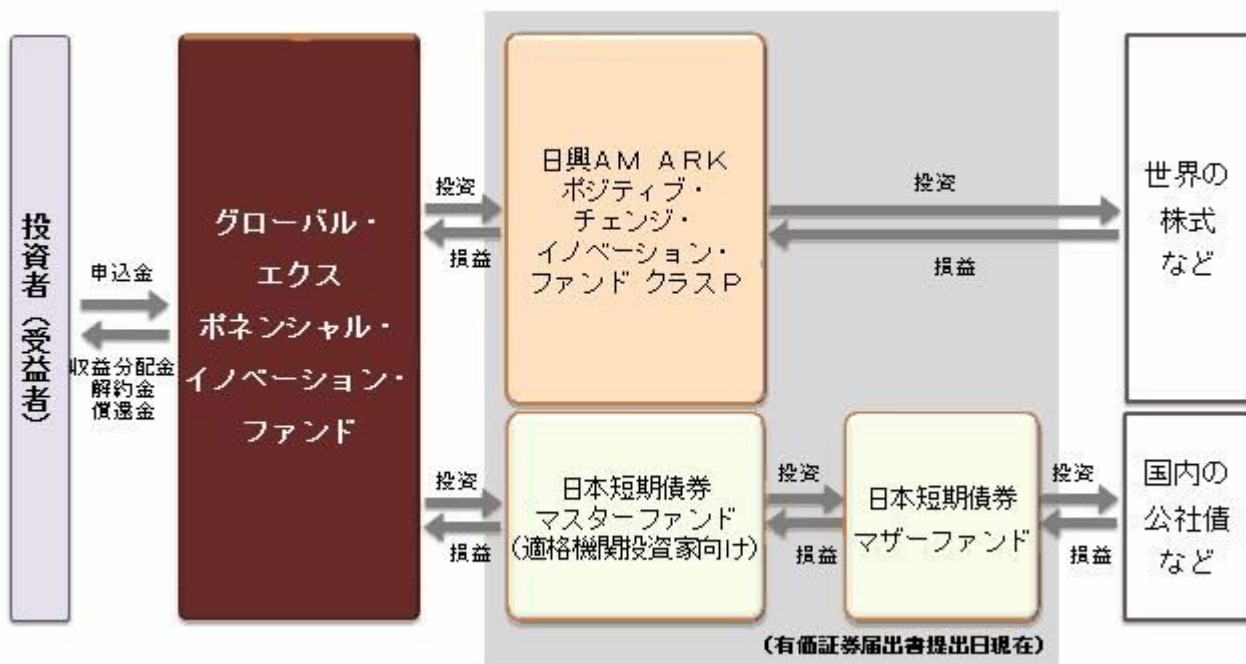 投資者（受益者）
申込金
収益分配金
解約金
償還金
グローバル・
エクス
ポネンシャル・
イノベーション・
ファンド
投資
損益
日興ＡＭ ＡＲＫ
ポジティブ・
チェンジ・
イノベーション・
ファンド クラスＰ
投資
損益
世界の
株式
など
投資
損益
日本短期債券
マスターファンド
（適格機関投資家向け）
投資
損益
日本短期債券
マザーファンド
投資
損益
国内の
公社債
など
（有価証券届出書提出日現在）